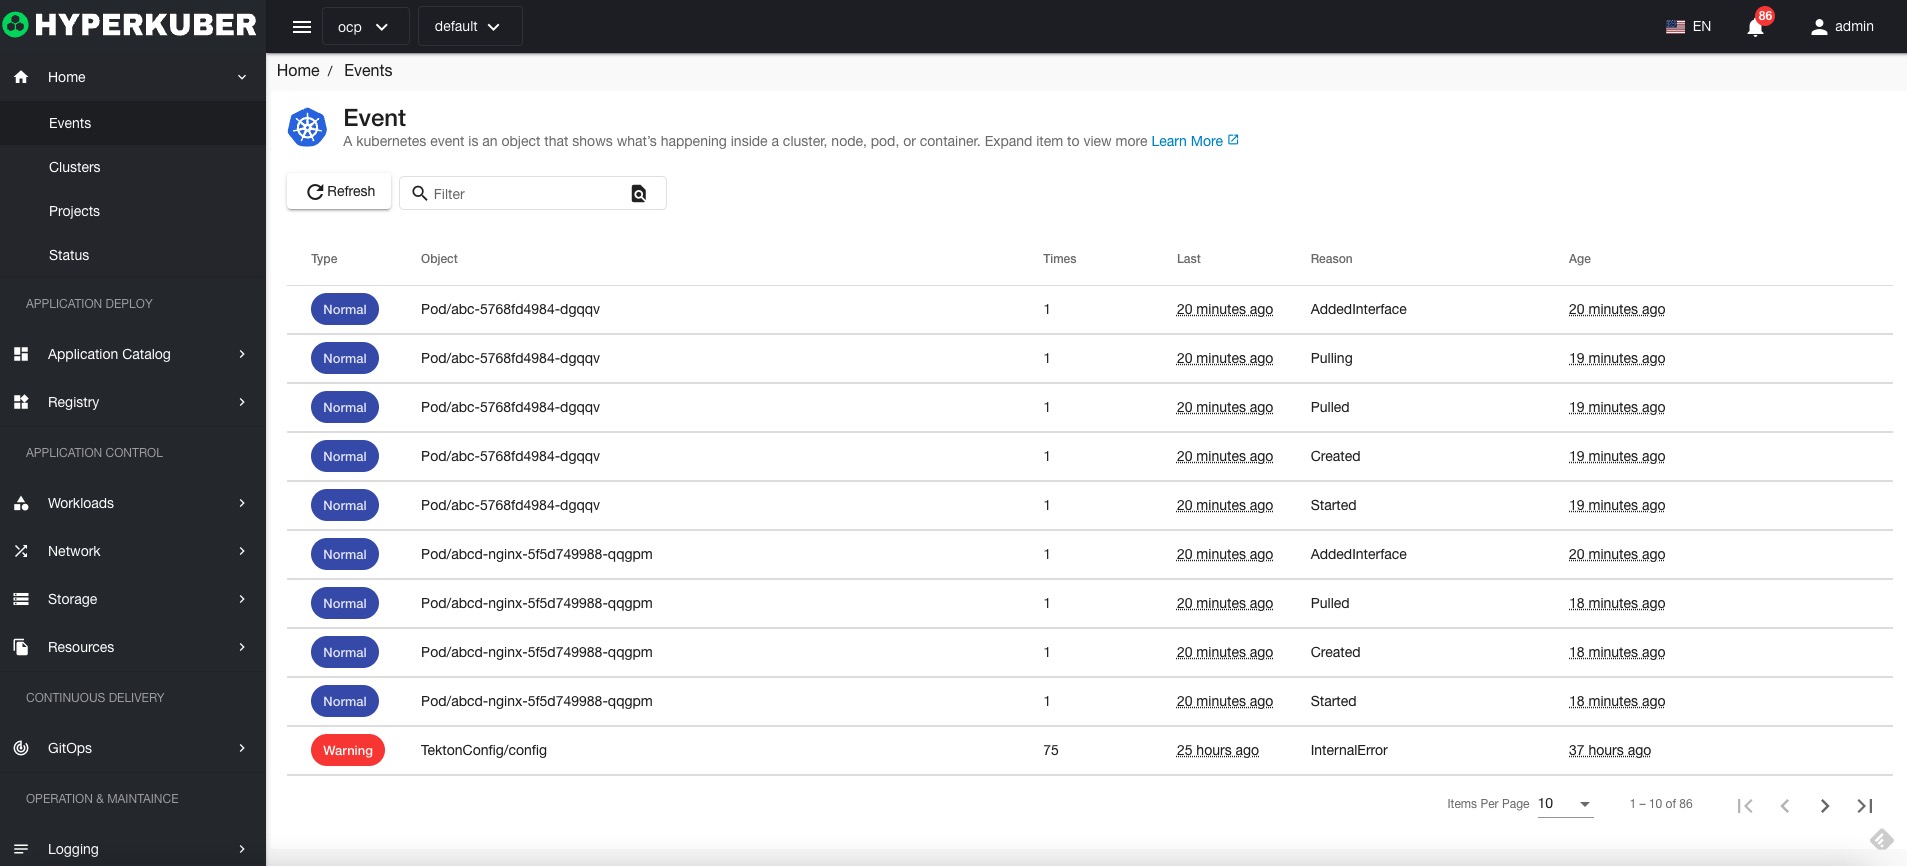 HYPERKUBER
ocp
default
EN
86
admin
Home
Events
Clusters
Projects
Status
APPLICATION DEPLOY
Application Catalog
Registry
APPLICATION CONTROL
Workloads
Network
Storage
Resources
CONTINUOUS DELIVERY
GitOps
OPERATION & MAINTAINCE
Logging
Home / Events
Event
A kubernetes event is an object that shows what's happening inside a cluster, node, pod, or container. Expand item to view more Learn More
Refresh
Filter
Type Object Times Last Reason Age
Normal Pod/abc-5768fd4984-dgqqv 1 20 minutes ago AddedInterface 20 minutes ago
Normal Pod/abc-5768fd4984-dgqqv 1 20 minutes ago Pulling 19 minutes ago
Normal Pod/abc-5768fd4984-dgqqv 1 20 minutes ago Pulled 19 minutes ago
Normal Pod/abc-5768fd4984-dgqqv 1 20 minutes ago Created 19 minutes ago
Normal Pod/abc-5768fd4984-dgqqv 1 20 minutes ago Started 19 minutes ago
Normal Pod/abcd-nginx-5f5d749988-qqgpm 1 20 minutes ago AddedInterface 20 minutes ago
Normal Pod/abcd-nginx-5f5d749988-qqgpm 1 20 minutes ago Pulled 18 minutes ago
Normal Pod/abcd-nginx-5f5d749988-qqgpm 1 20 minutes ago Created 18 minutes ago
Normal Pod/abcd-nginx-5f5d749988-qqgpm 1 20 minutes ago Started 18 minutes ago
Warning TektonConfig/config 75 25 hours ago InternalError 37 hours ago
Items Per Page 10 1 – 10 of 86